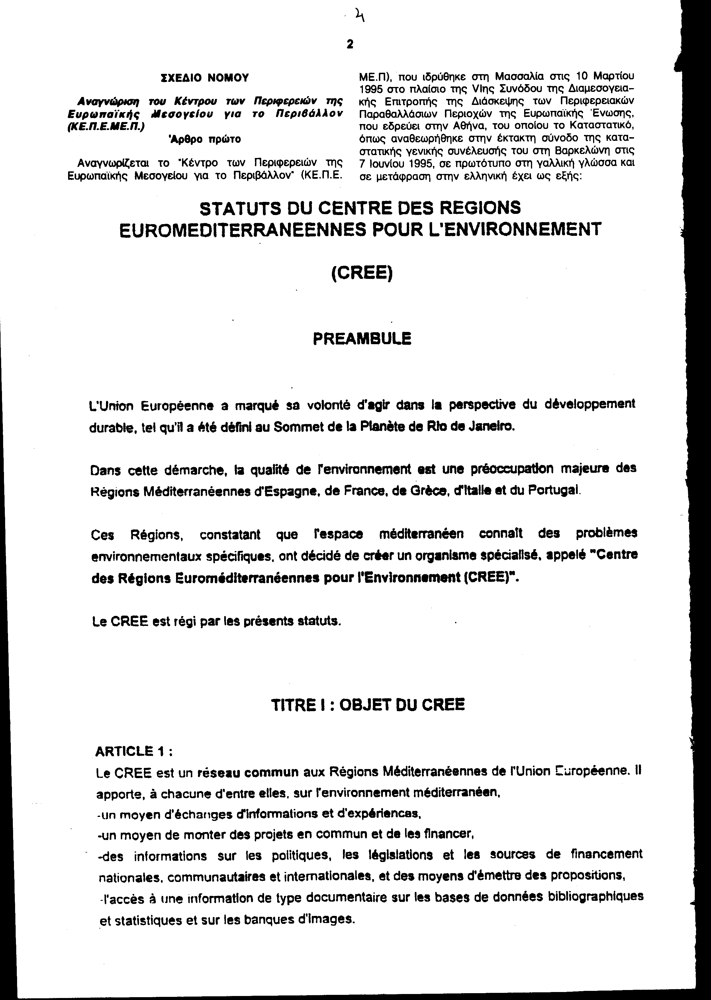 4
2
ΣΧΕΔΙΟ ΝΟΜΟΥ
Αναγνώριση του Κέντρου των Περιφερειών της
Ευρωπαϊκής Μεσογείου για το Περιβάλλον
(ΚΕ.Π.Ε.ΜΕ.Π.)
Άρθρο πρώτο
Αναγνωρίζεται το "Κέντρο των Περιφερειών της
Ευρωπαϊκής Μεσογείου για το Περιβάλλον" (ΚΕ.Π.Ε.
ΜΕ.Π), που ιδρύθηκε στη Μασσαλία στις 10 Μαρτίου
1995 στο πλαίσιο της VIης Συνόδου της Διαμεσογεια-
κής Επιτροπής της Διάσκεψης των Περιφερειακών
Παραθαλλάσιων Περιοχών της Ευρωπαϊκής Ένωσης,
που εδρεύει στην Αθήνα, του οποίου το Καταστατικό,
όπως αναθεωρήθηκε στην έκτακτη σύνοδο της κατα-
στατικής γενικής συνέλευσής του στη Βαρκελώνη στις
7 Ιουνίου 1995, σε πρωτότυπο στη γαλλική γλώσσα και
σε μετάφραση στην ελληνική έχει ως εξής:
STATUTS DU CENTRE DES REGIONS
EUROMEDITERRANEENNES POUR L'ENVIRONNEMENT
(CREE)
PREAMBULE
L'Union Européenne a marqué sa volonté d'agir dans la perspective du développement
durable, tel qu'il a été défini au Sommet de la Planète de Rio de Janeiro.
Dans cette démarche, la qualité de l'environnement est une préoccupation majeure des
Régions Méditerranéennes d'Espagne, de France, de Grèce, d'Italie et du Portugal.
Ces Régions, constatant que l'espace méditerranéen connaît des problèmes
environnementaux spécifiques, ont décidé de créer un organisme spécialisé, appelé "Centre
des Régions Euroméditerranéennes pour l'Environnement (CREE)".
Le CREE est régi par les présents statuts.
TITRE I : OBJET DU CREE
ARTICLE 1 :
Le CREE est un réseau commun aux Régions Méditerranéennes de l'Union Européenne. Il
apporte, à chacune d'entre elles, sur l'environnement méditerranéen,
-un moyen d'échanges d'informations et d'expériences,
-un moyen de monter des projets en commun et de les financer,
-des informations sur les politiques, les législations et les sources de financement
nationales, communautaires et internationales, et des moyens d'émettre des propositions,
-l'accès à une information de type documentaire sur les bases de données bibliographiques
et statistiques et sur les banques d'images.